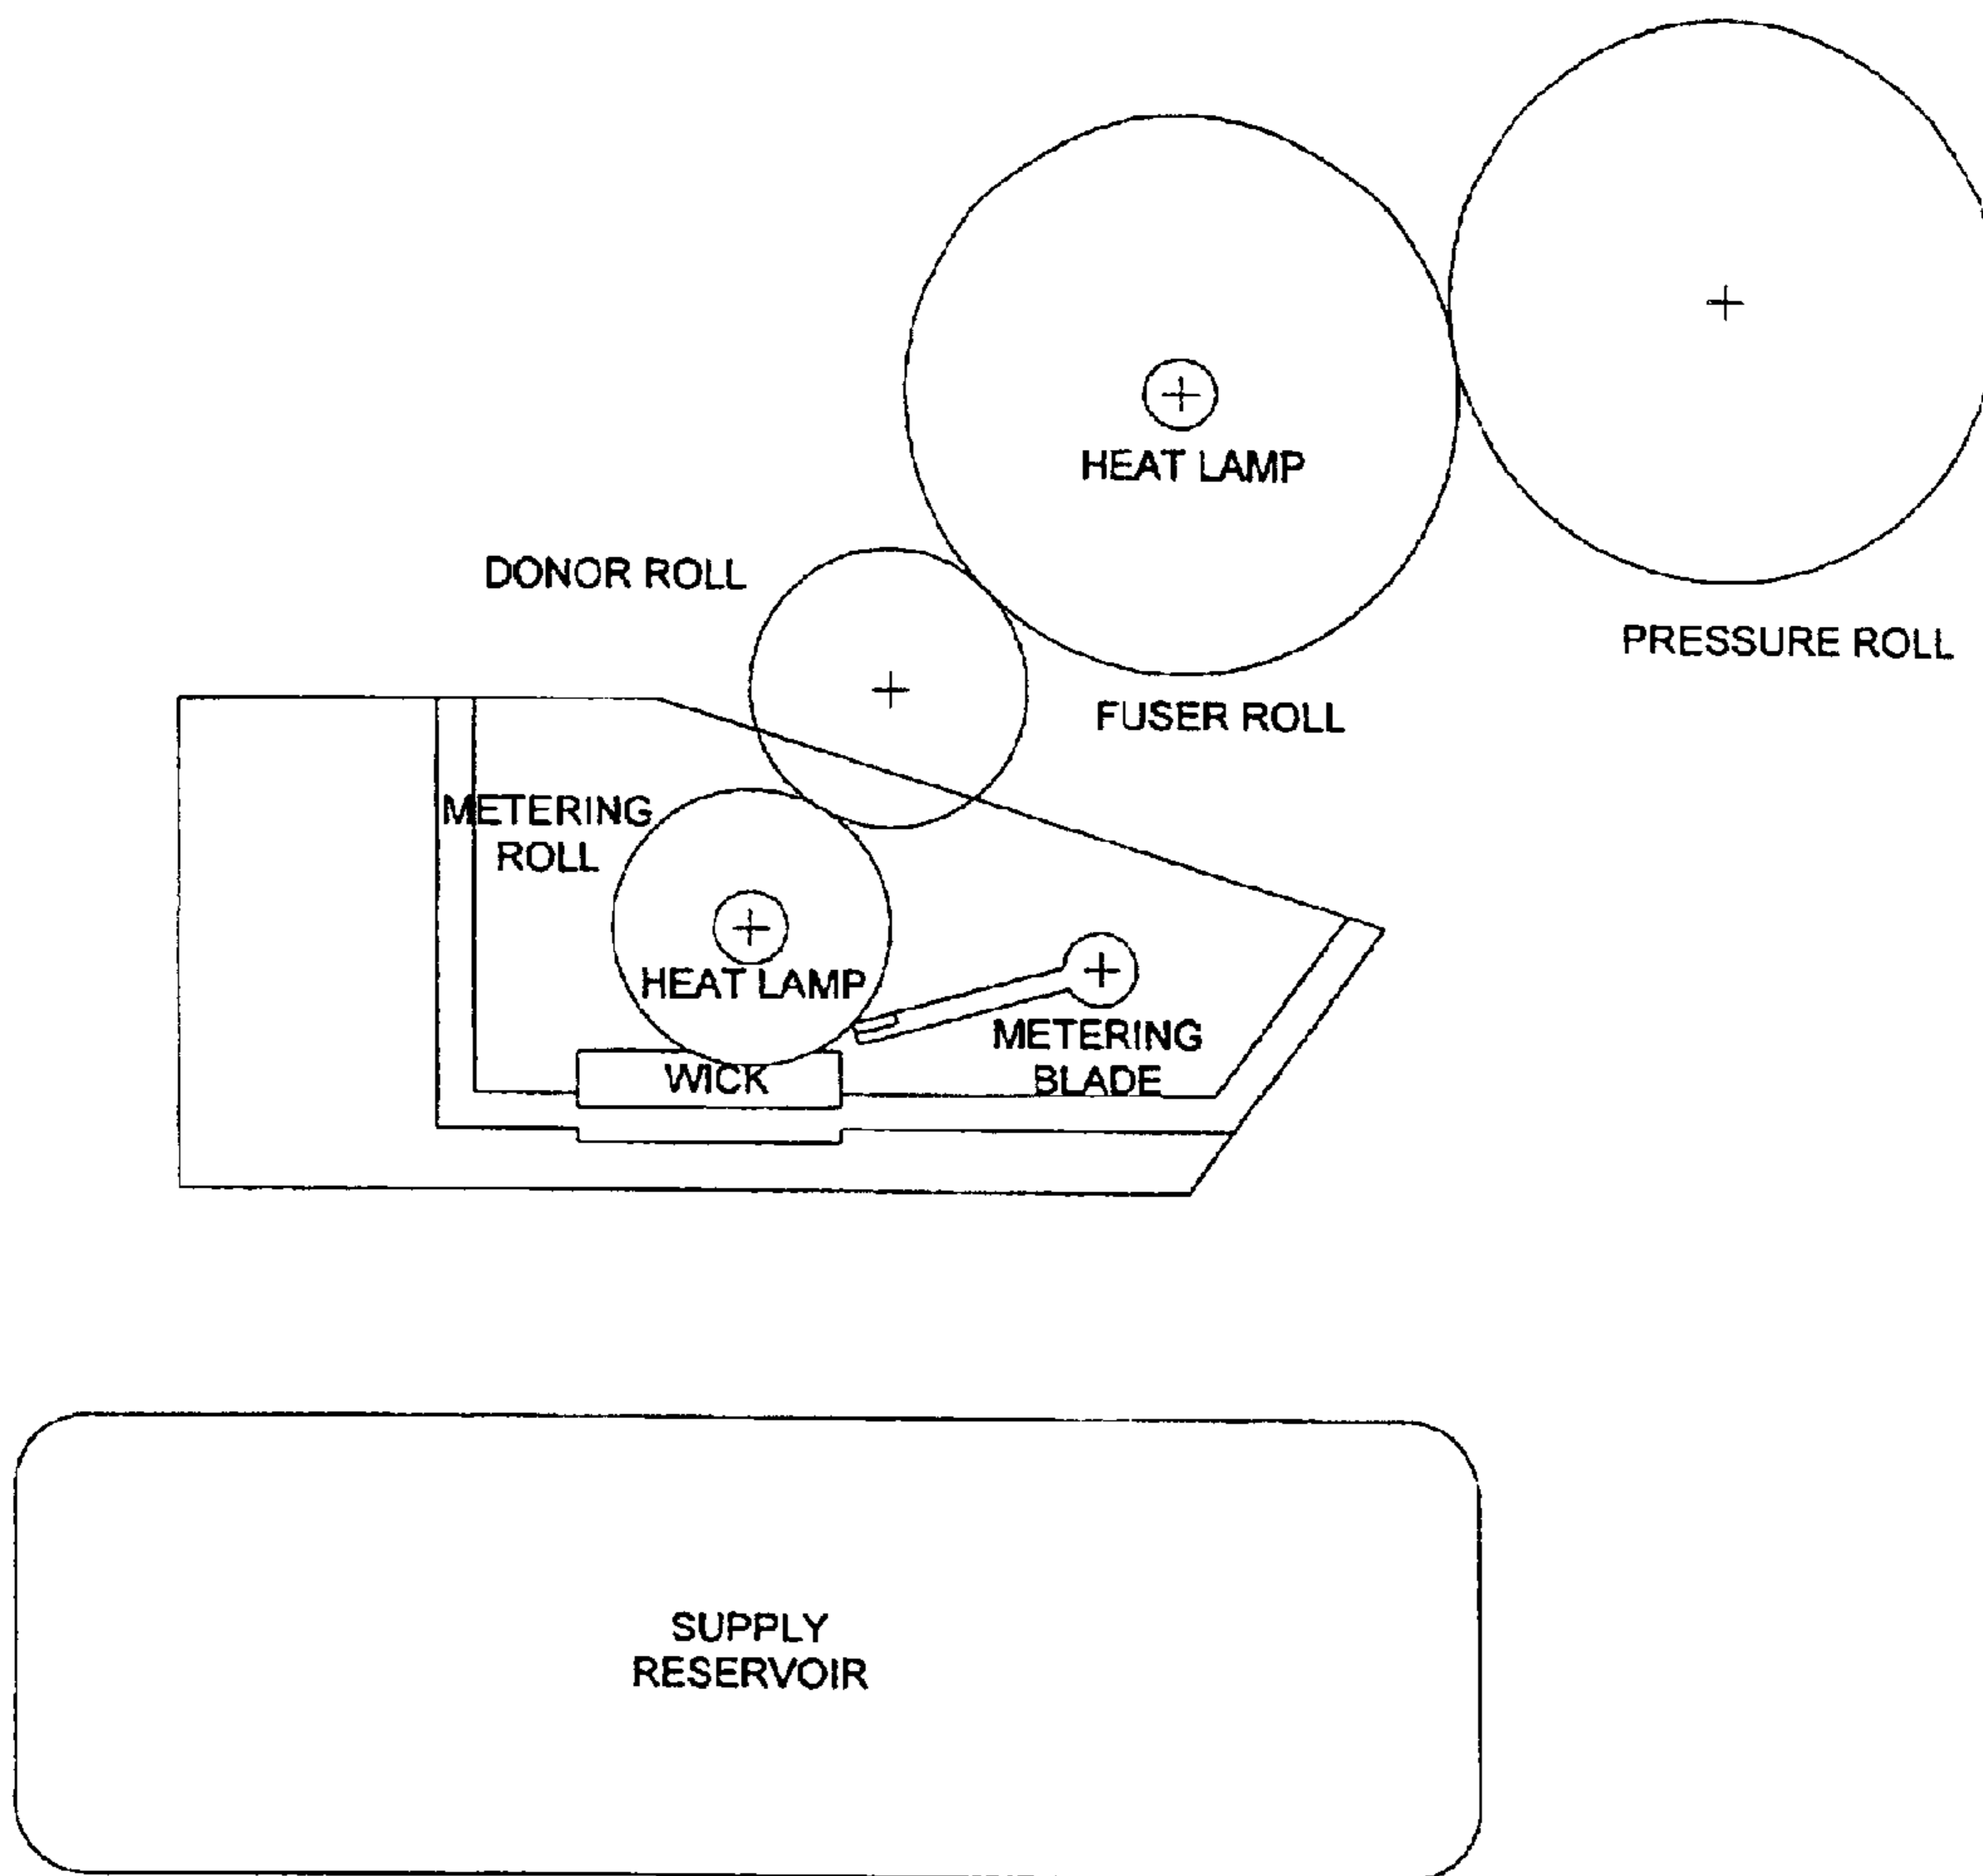 HEAT LAMP
DONOR ROLL
PRESSURE ROLL
FUSER ROLL
METERING
ROLL
HEAT LAMP
METERING
BLADE
WICK
SUPPLY
RESERVOIR